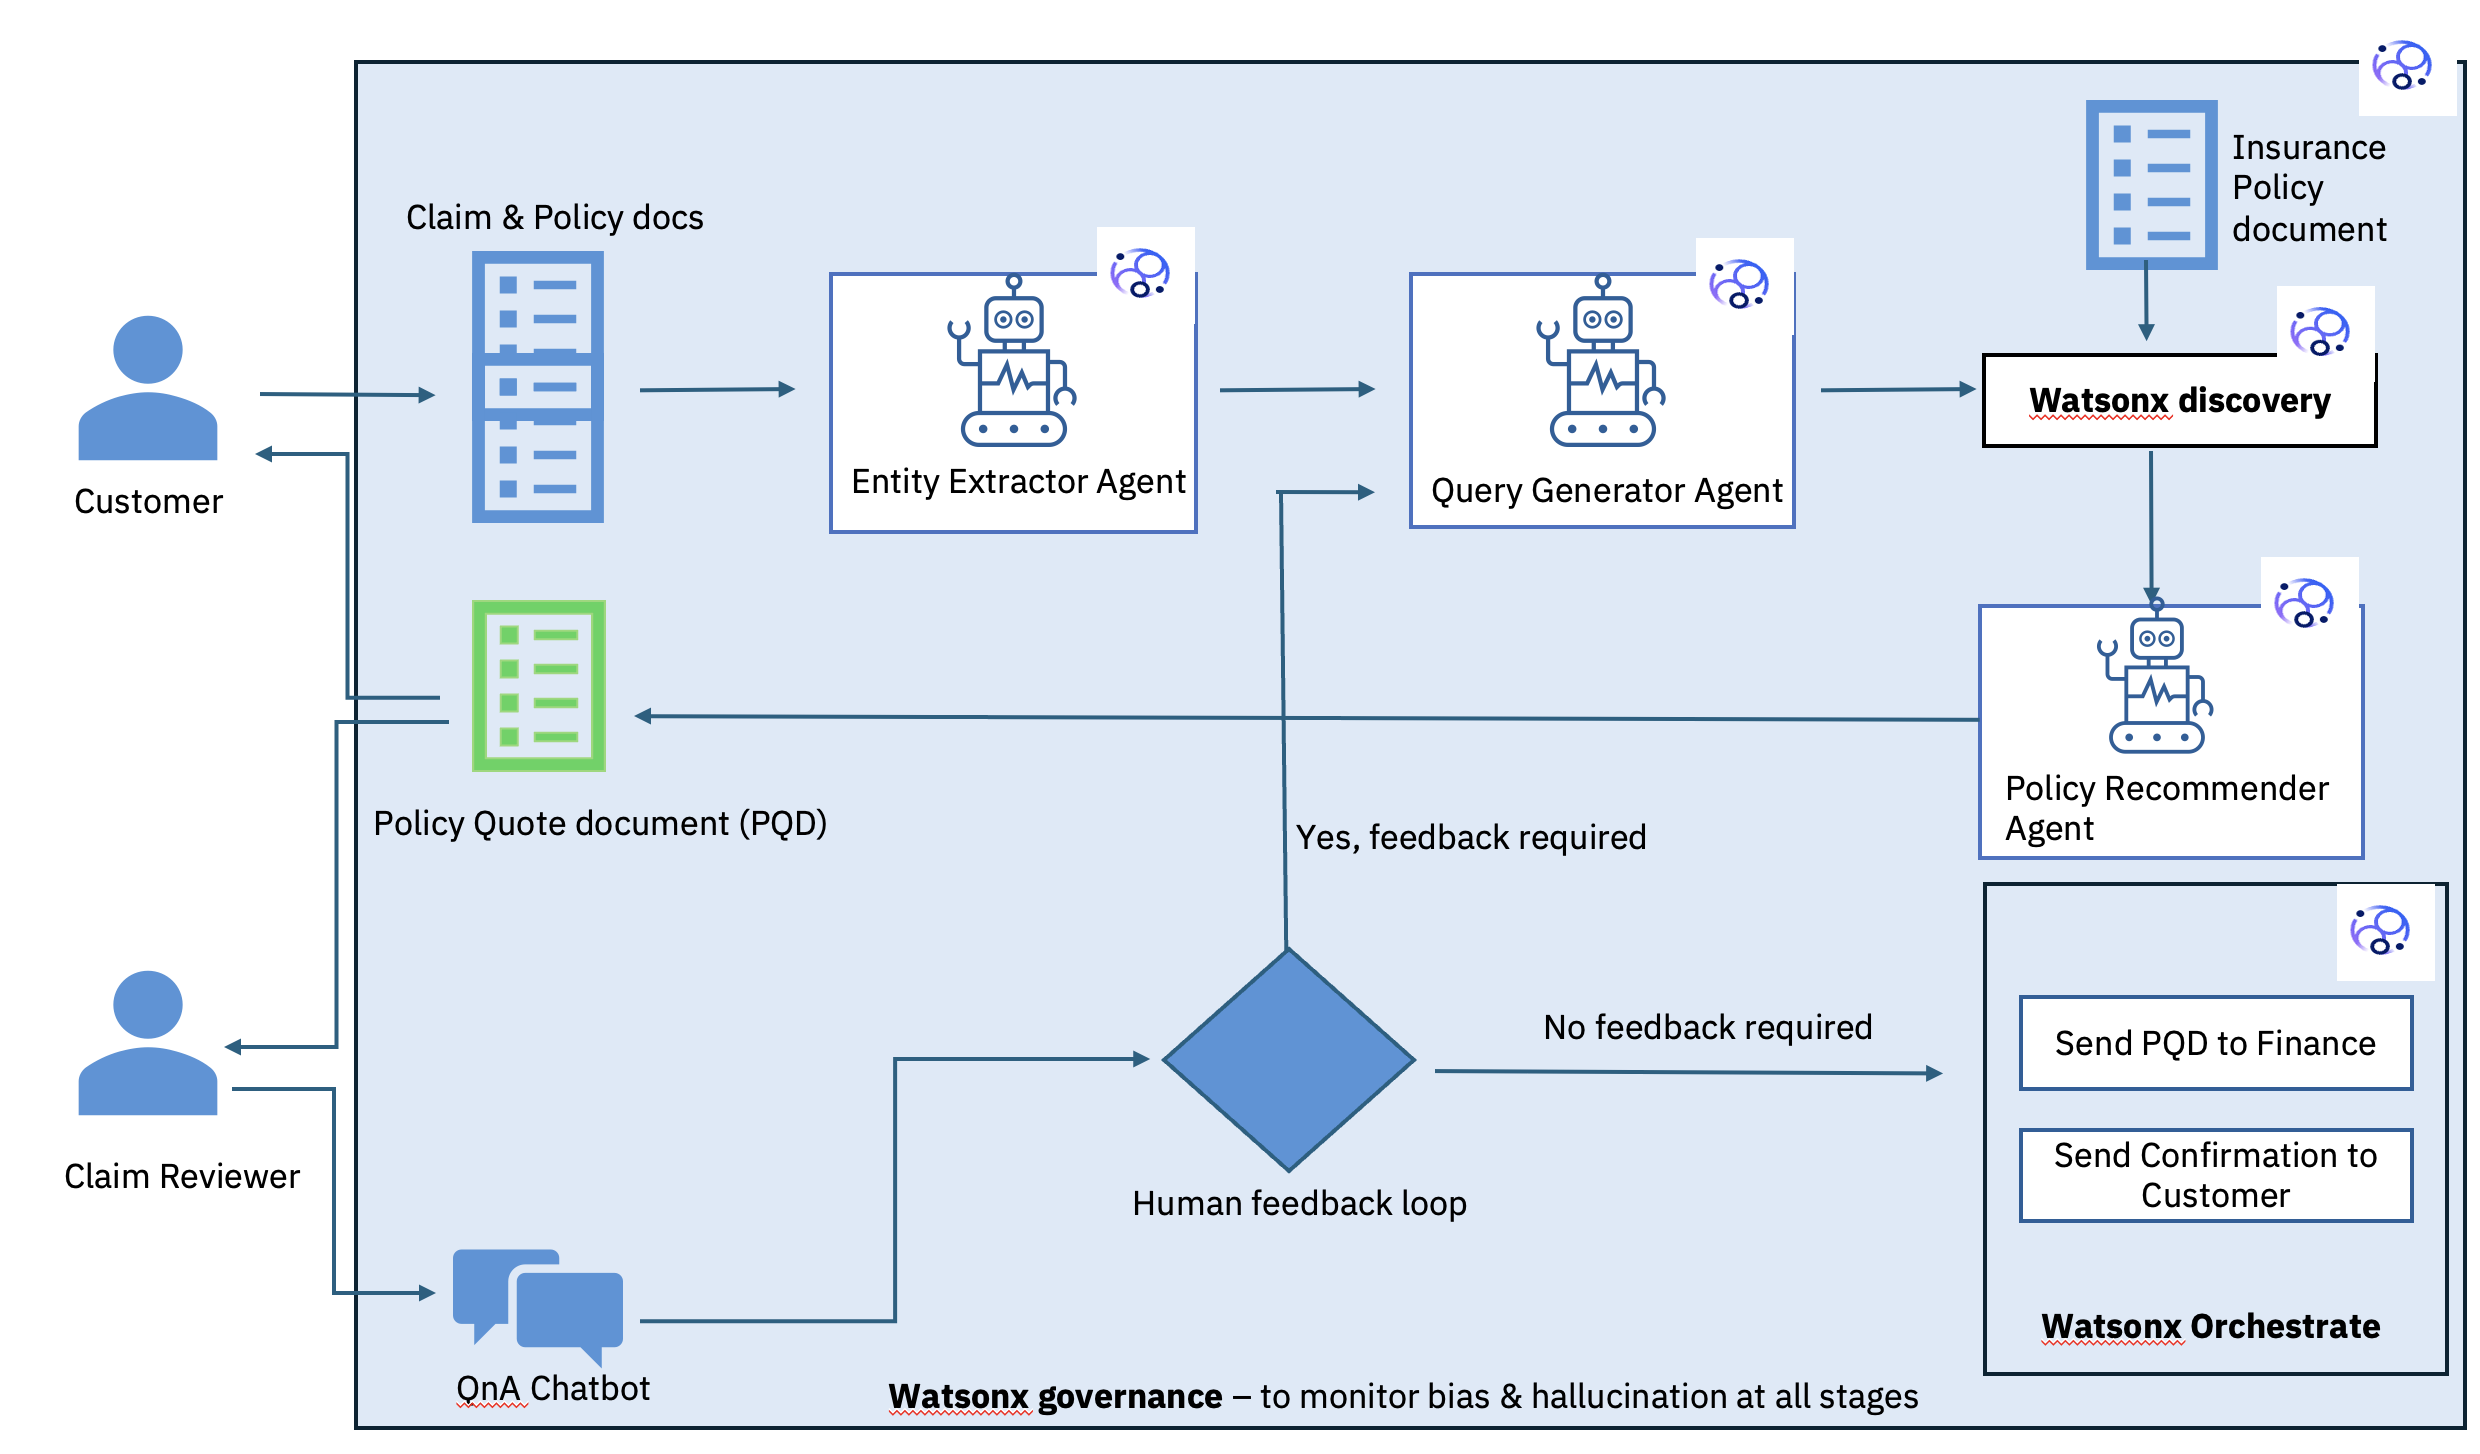 Insurance
Policy
document
Claim & Policy docs
Watsonx discovery
Entity Extractor Agent
Query Generator Agent
Customer
Policy Recommender
Agent
Policy Quote document (PQD)
Yes, feedback required
No feedback required
Send PQD to Finance
Send Confirmation to
Customer
Claim Reviewer
Human feedback loop
Watsonx Orchestrate
QnA Chatbot
Watsonx governance – to monitor bias & hallucination at all stages